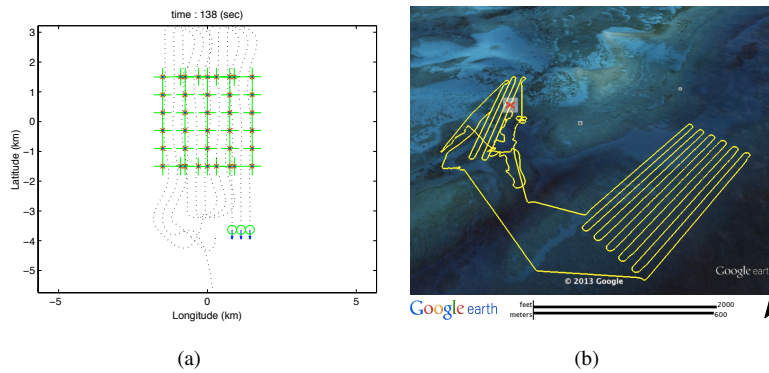 time : 138 (sec)
3
2
1
0
−1
−2
−3
−4
−5
Latitude (km)
−5
0
5
Longitude (km)
(a)
Google earth
© 2013 Google
Google earth
feet
2000
meters
600
(b)